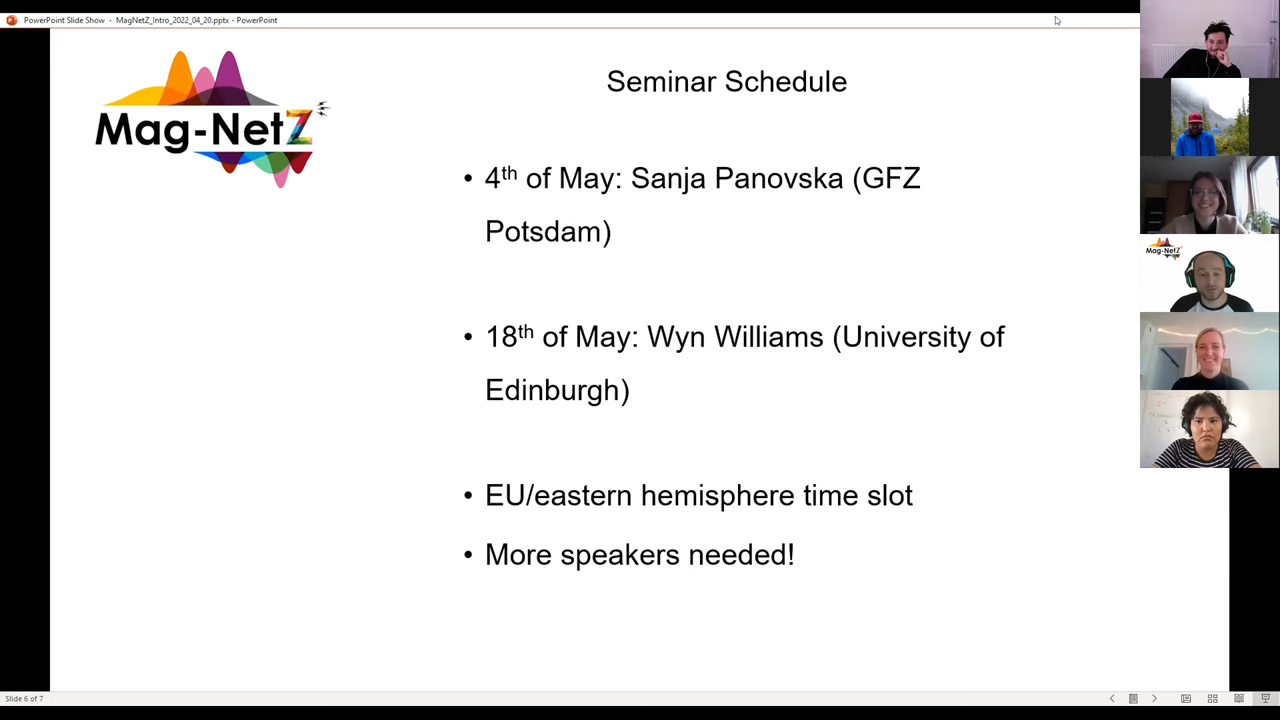 PowerPoint Slide Show - MagNetZ_Intro_2022_04_20.pptx - PowerPoint
Mag-NetZ
Seminar Schedule
• 4th of May: Sanja Panovska (GFZ
Potsdam)
• 18th of May: Wyn Williams (University of
Edinburgh)
• EU/eastern hemisphere time slot
• More speakers needed!
Mag-NetZ
Slide 6 of 7